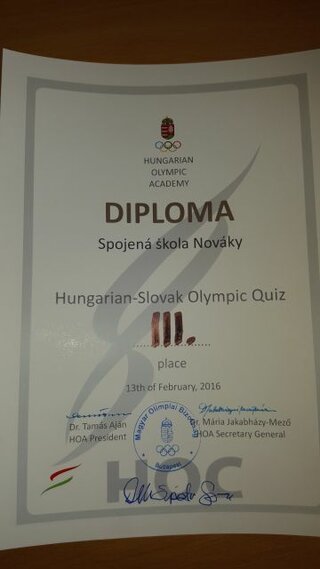 HUNGARIAN
OLYMPIC
ACADEMY
DIPLOMA
Spojená škola Nováky
Hungarian-Slovak Olympic Quiz
III.
place
13th of February, 2016
Dr. Tamás Aján
HOA President
Dr. Mária Jakabházy-Mező
HOA Secretary General
Magyar Olimpiai Bizottság
Budapest
HOC